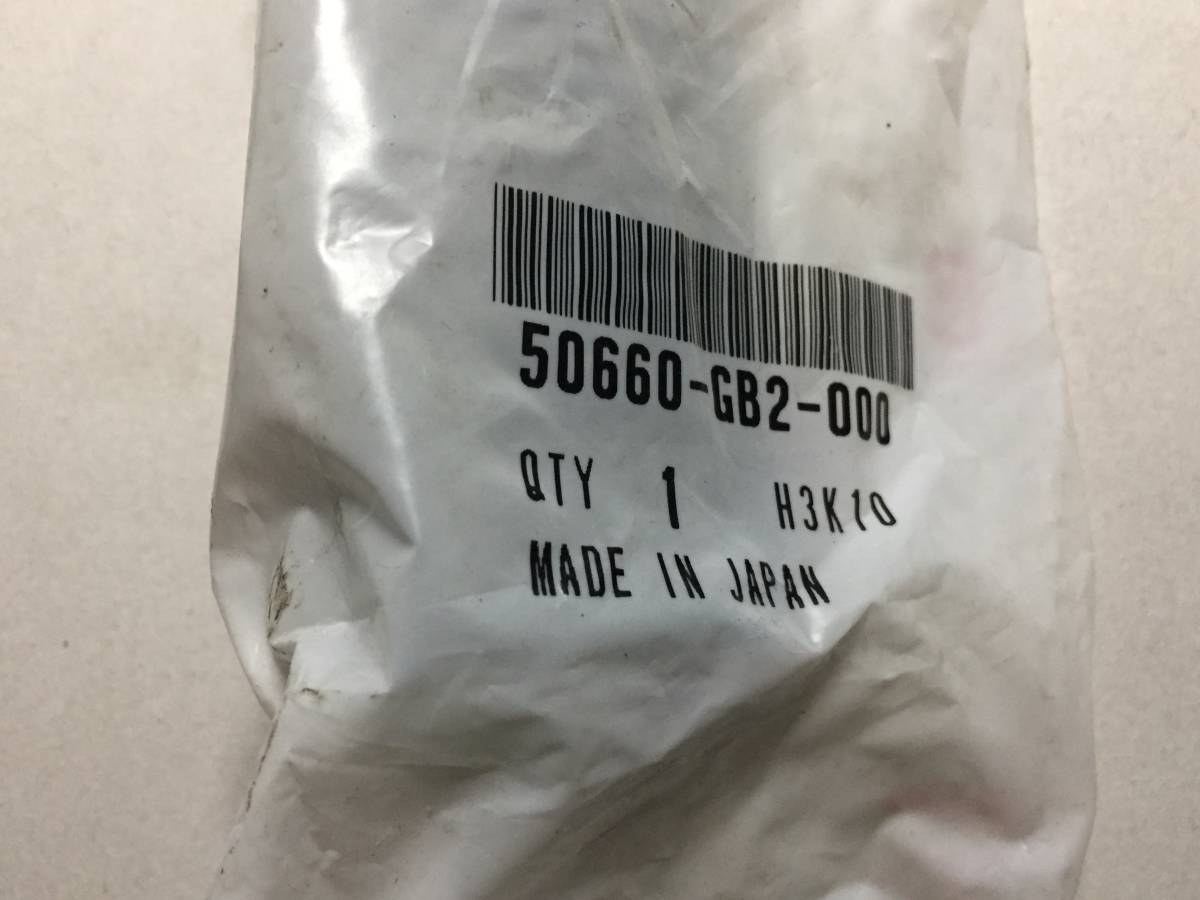 50660-GB2-000
QTY 1 H3K10
MADE IN JAPAN